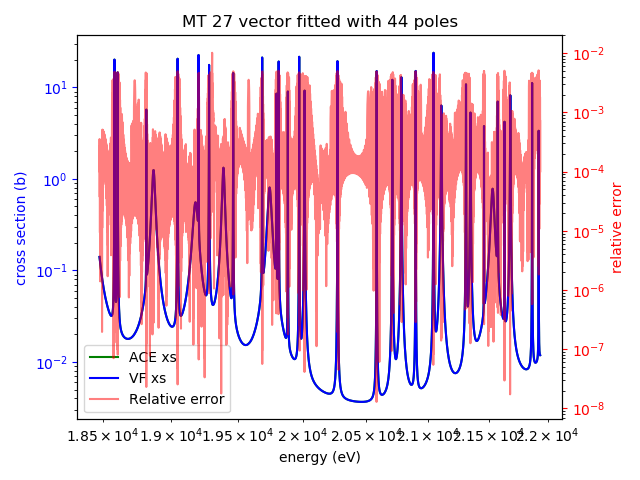 MT 27 vector fitted with 44 poles
cross section (b)
10¹
10⁰
10⁻¹
10⁻²
10⁻²
10⁻³
10⁻⁴
10⁻⁵
10⁻⁶
10⁻⁷
10⁻⁸
relative error
ACE xs
VF xs
Relative error
1.85×10⁴ 1.9×10⁴ 1.95×10⁴ 2×10⁴ 2.05×10⁴ 2.1×10⁴ 2.15×10⁴ 2.2×10⁴
energy (eV)